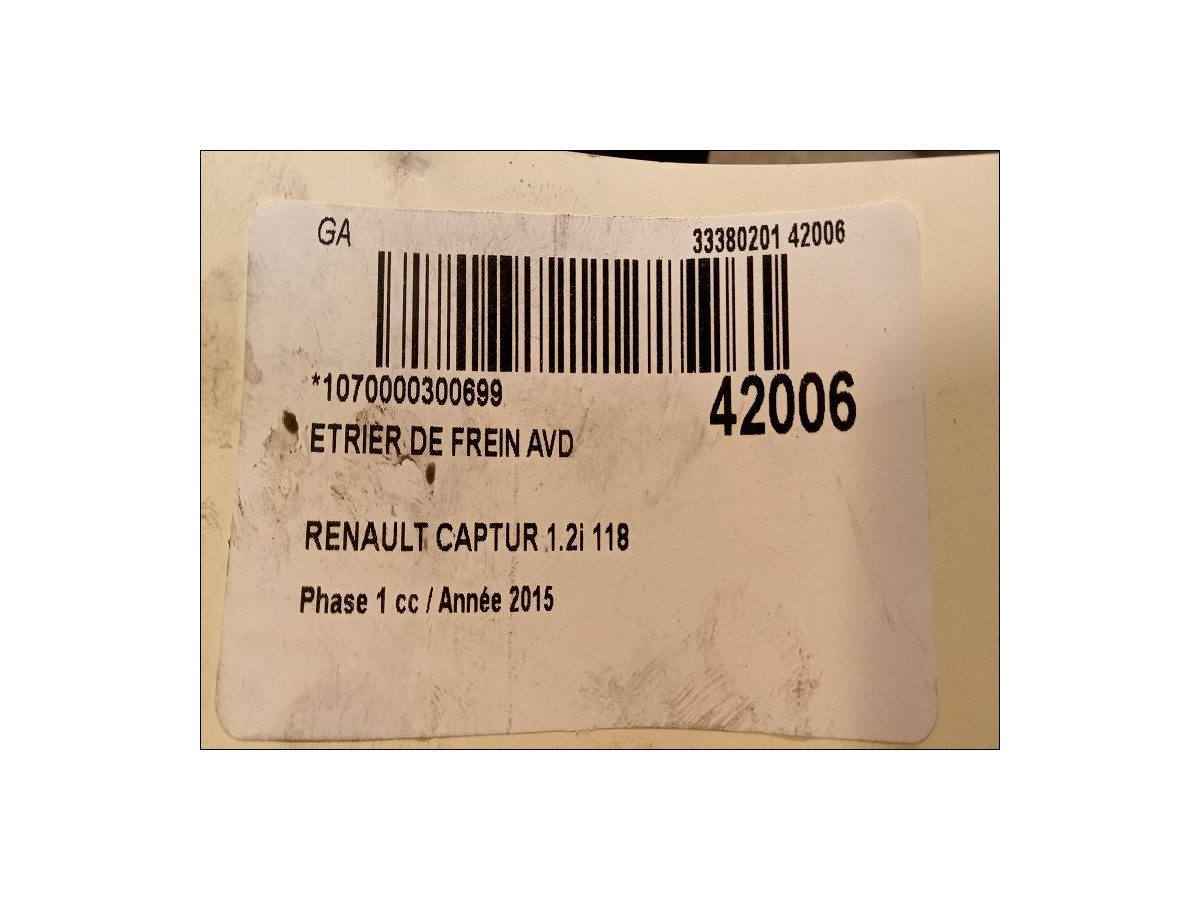 GA
33380201 42006
*1070000300699
42006
ETRIER DE FREIN AVD
RENAULT CAPTUR 1.2i 118
Phase 1 cc / Année 2015